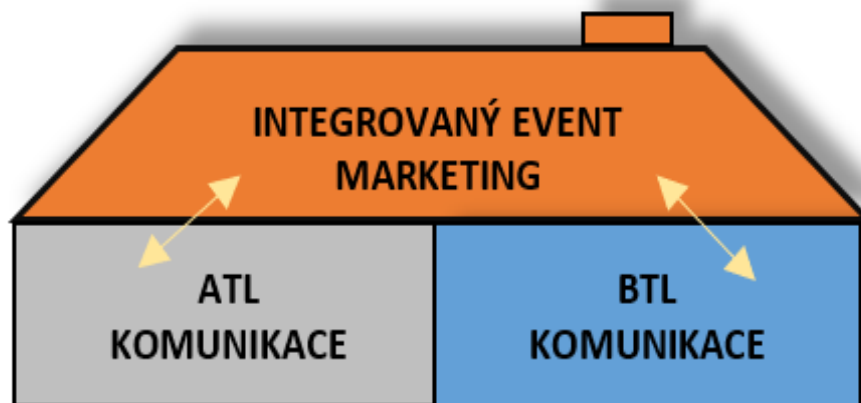 INTEGROVANÝ EVENT
MARKETING
ATL
KOMUNIKACE
BTL
KOMUNIKACE